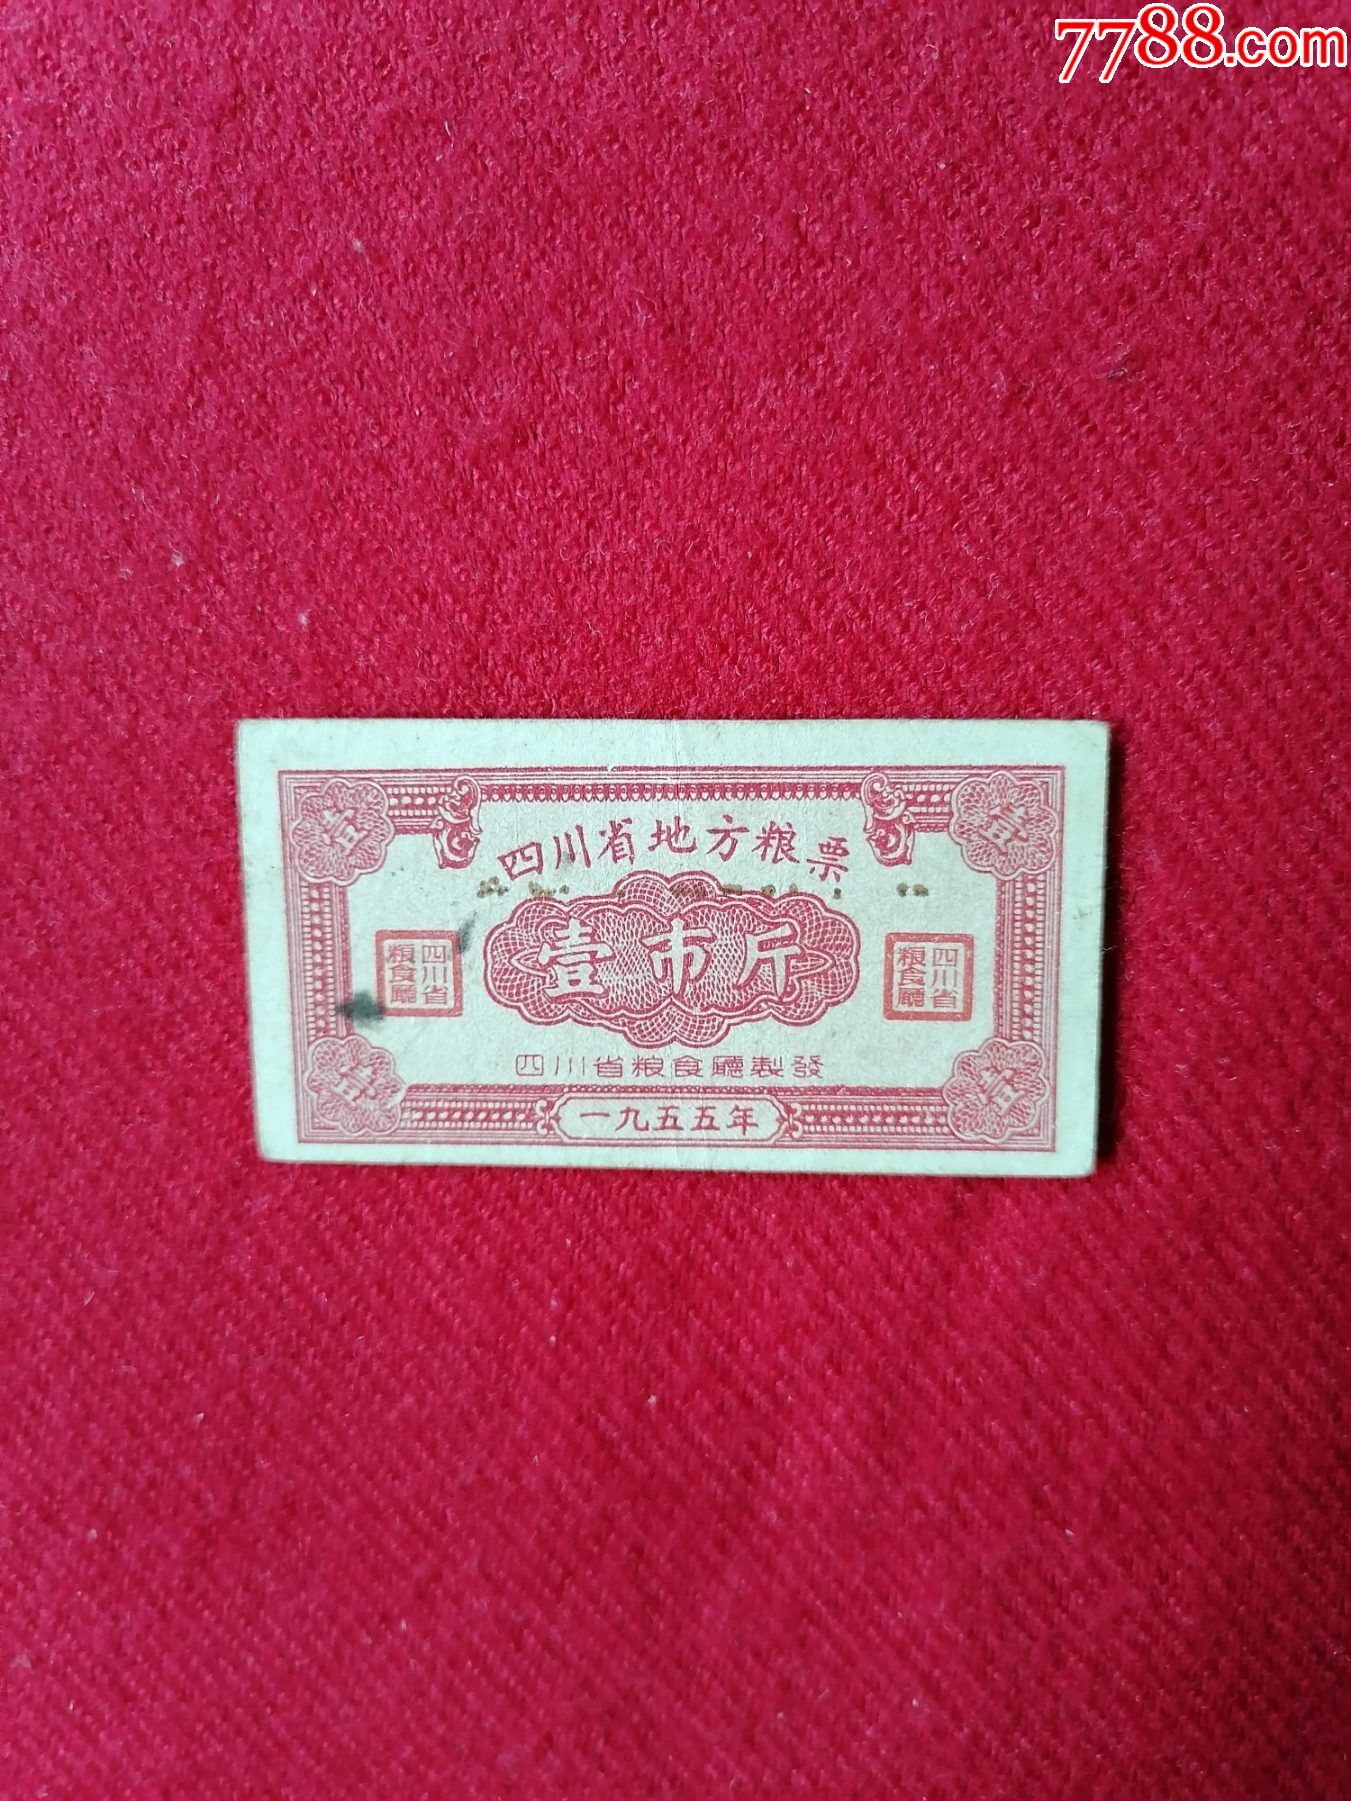 7788.com
壹 壹
四川省地方粮票
壹市斤
四川省
粮食廳
四川省
粮食廳
四川省粮食廳製發
壹 壹
一九五五年